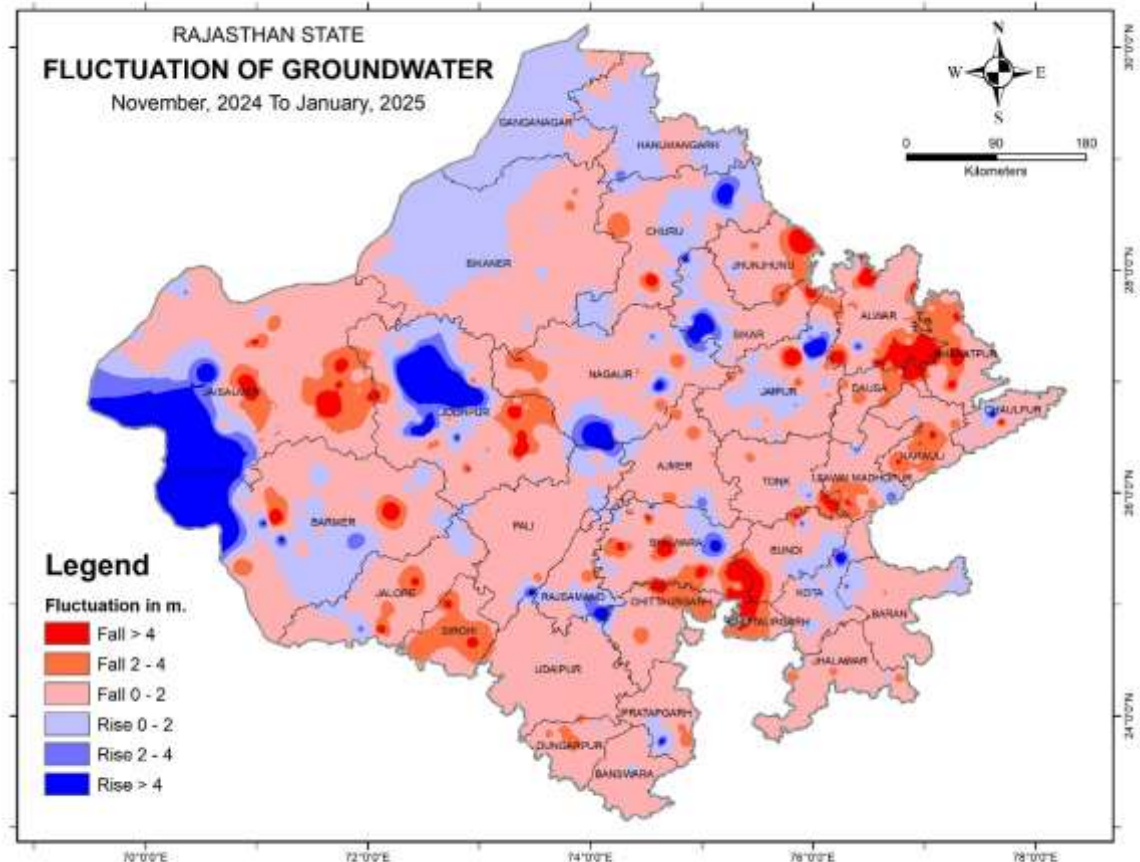 RAJASTHAN STATE
FLUCTUATION OF GROUNDWATER
November, 2024 To January, 2025
N
W E
S
0 90 180
Kilometers
30°0'0"N
28°0'0"N
26°0'0"N
24°0'0"N
GANGANAGAR
HANUMANGARH
CHURU
BIKANER
JHUNJHUNU
ALWAR
SIKAR
BHARATPUR
NAGAUR
JAISALMER
JAIPUR
DAUSA
JODHPUR
DHAULPUR
KARAULI
AJMER
TONK
SAWAI MADHOPUR
BARMER
PALI
BHILWARA
BUNDI
JALORE
RAJSAMAND
CHITTAURGARH
KOTA
BARAN
SIROHI
CHITTAURGARH
JHALAWAR
UDAIPUR
PRATAPGARH
DUNGARPUR
BANSWARA
Legend
Fluctuation in m.
Fall > 4
Fall 2 - 4
Fall 0 - 2
Rise 0 - 2
Rise 2 - 4
Rise > 4
70°0'0"E 72°0'0"E 74°0'0"E 76°0'0"E 78°0'0"E